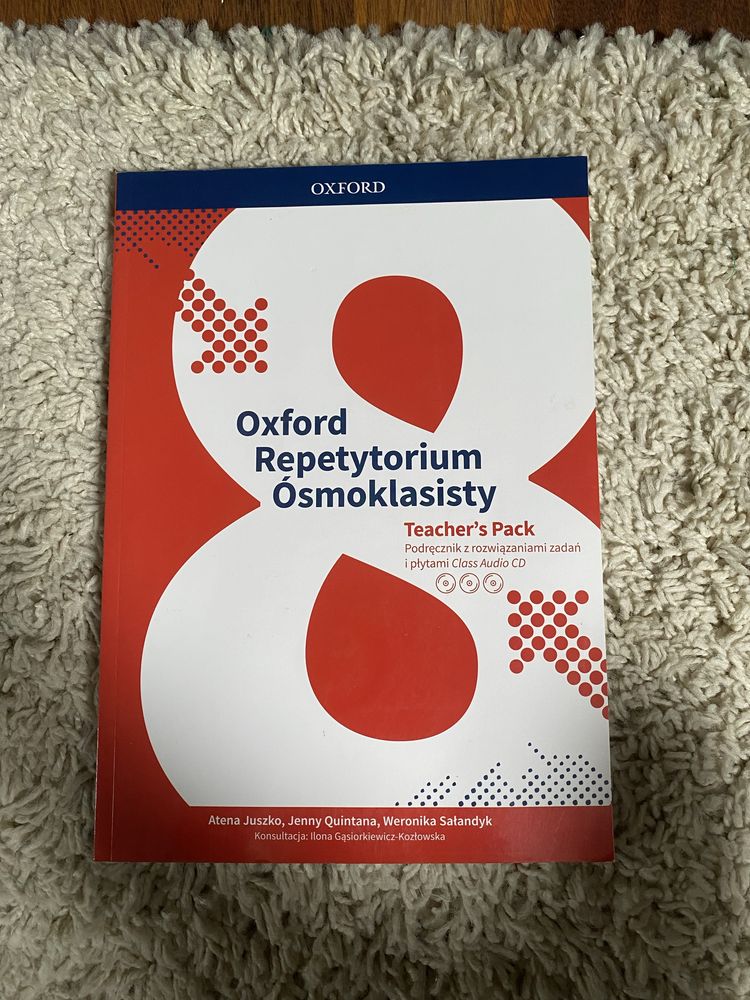 OXFORD
8
Oxford
Repetytorium
Ósmoklasisty
Teacher's Pack
Podręcznik z rozwiązaniami zadań
i płytami Class Audio CD
Atena Juszko, Jenny Quintana, Weronika Sałandyk
Konsultacja: Ilona Gąsiorkiewicz-Kozłowska